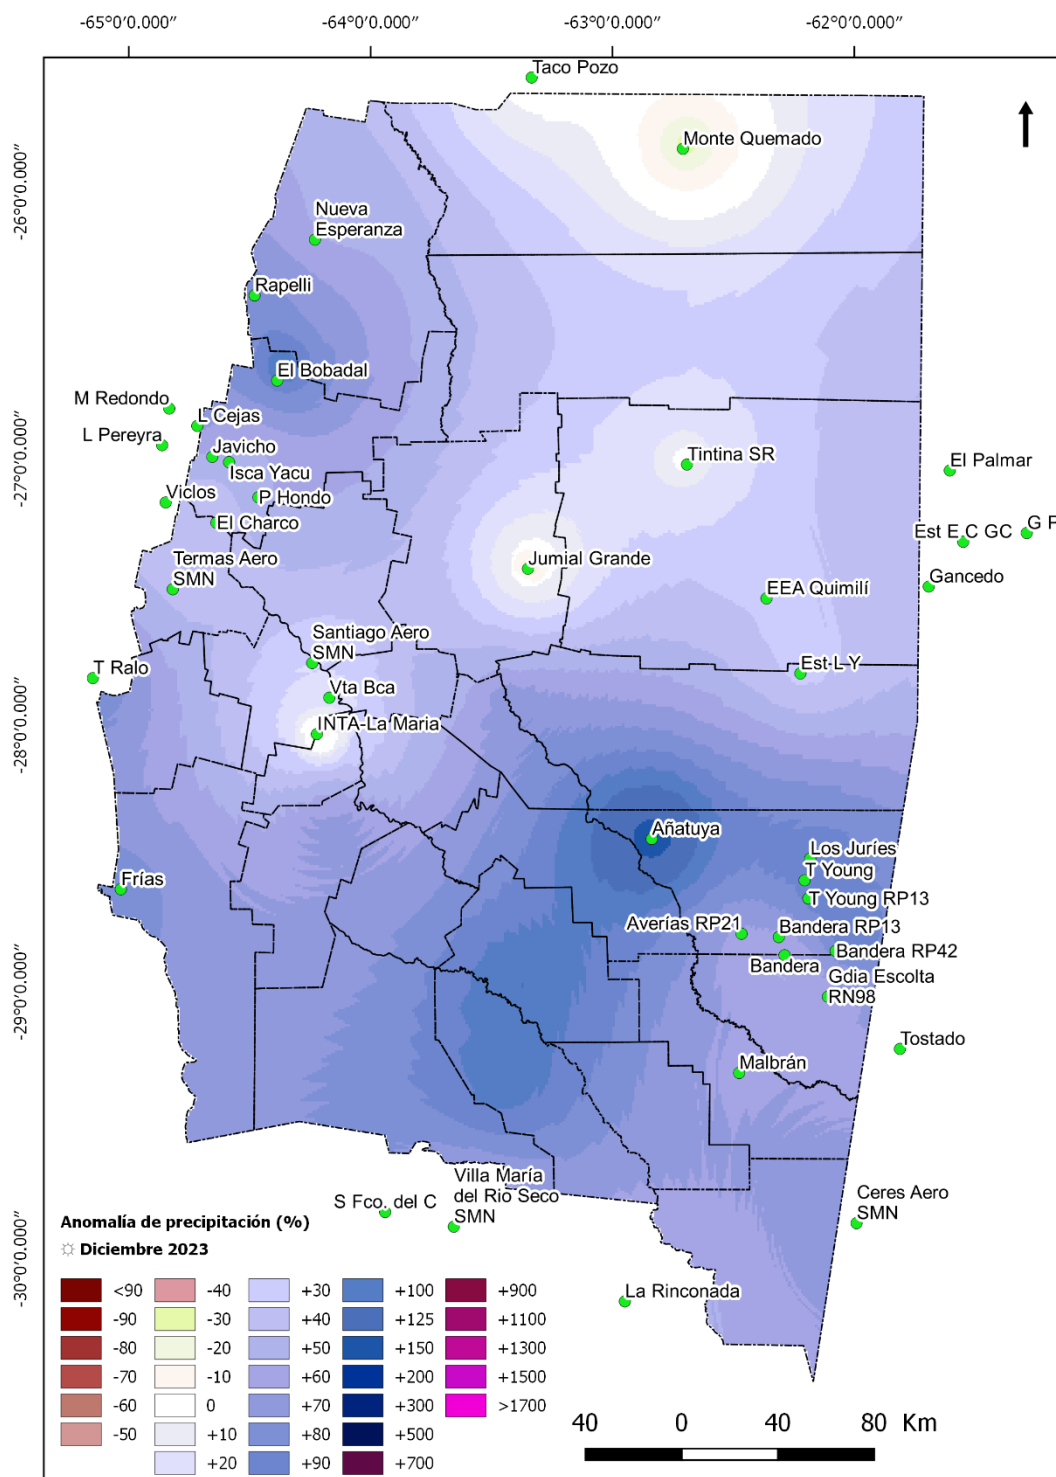 -65°0'0.000"
-64°0'0.000"
-63°0'0.000"
-62°0'0.000"
Taco Pozo
Monte Quemado
-26°0'0.000"
Nueva
Esperanza
Rapelli
El Bobadal
M Redondo
L Cejas
L Pereyra
Javicho
Isca Yacu
Tintina SR
El Palmar
-27°0'0.000"
Viclos
P Hondo
El Charco
Est E C GC
G P
Termas Aero
SMN
Jumial Grande
EEA Quimilí
Gancedo
Santiago Aero
SMN
T Ralo
Vta Bca
Est L Y
INTA-La Maria
-28°0'0.000"
Añatuya
Los Juríes
T Young
Frías
T Young RP13
Averías RP21
Bandera RP13
Bandera RP42
Bandera
Gdia Escolta
RN98
-29°0'0.000"
Tostado
Malbrán
Villa María
del Rio Seco
SMN
S Fco. del C
Ceres Aero
SMN
-30°0'0.000"
La Rinconada
Anomalía de precipitación (%)
Diciembre 2023
<90
-90
-80
-70
-60
-50
-40
-30
-20
-10
0
+10
+20
+30
+40
+50
+60
+70
+80
+90
+100
+125
+150
+200
+300
+500
+700
+900
+1100
+1300
+1500
>1700
40 0 40 80 Km